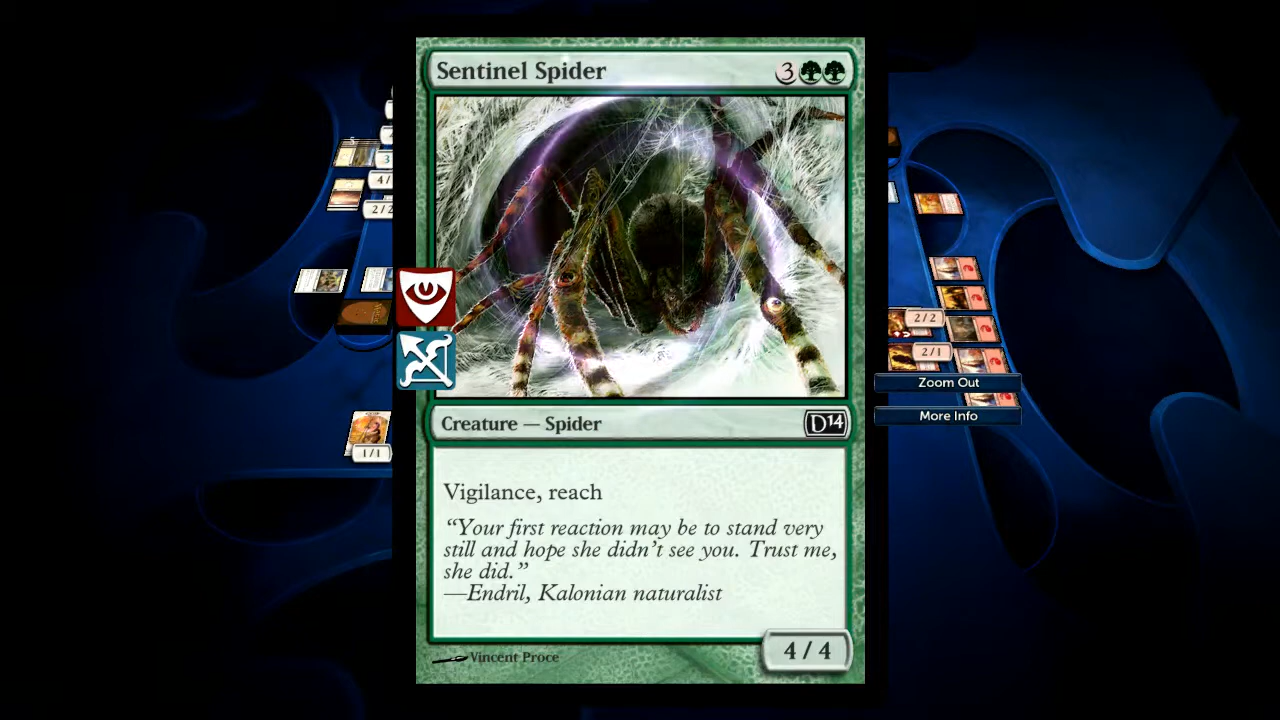 Sentinel Spider 3
Creature — Spider
D14
Vigilance, reach
“Your first reaction may be to stand very
still and hope she didn’t see you. Trust me,
she did.”
—Endril, Kalonian naturalist
4 / 4
Vincent Proce
3
4/
2/2
1/1
2/2
2/1
Zoom Out
More Info